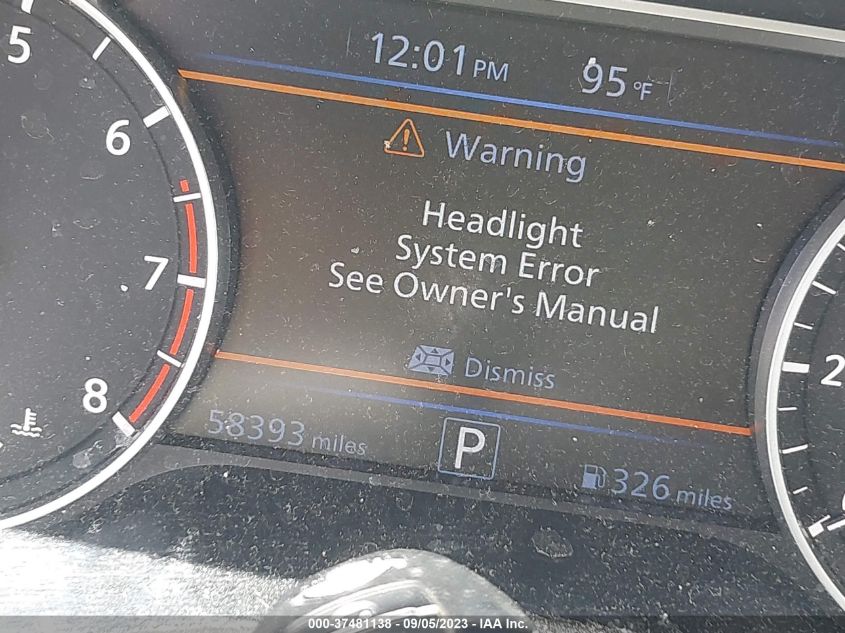 12:01 PM 95 °F
Warning
Headlight
System Error
See Owner's Manual
Dismiss
58393 miles P 326 miles
5
6
7
8
2
000-37481138 - 09/05/2023 - IAA Inc.